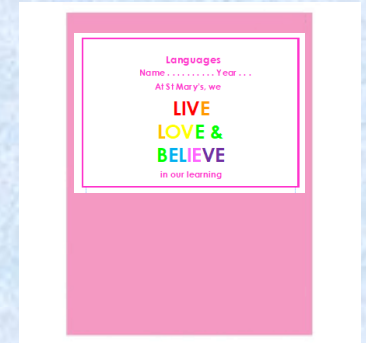 Languages
Name . . . . . . . . . . Year . . .
At St Mary's, we
LIVE
LOVE &
BELIEVE
in our learning